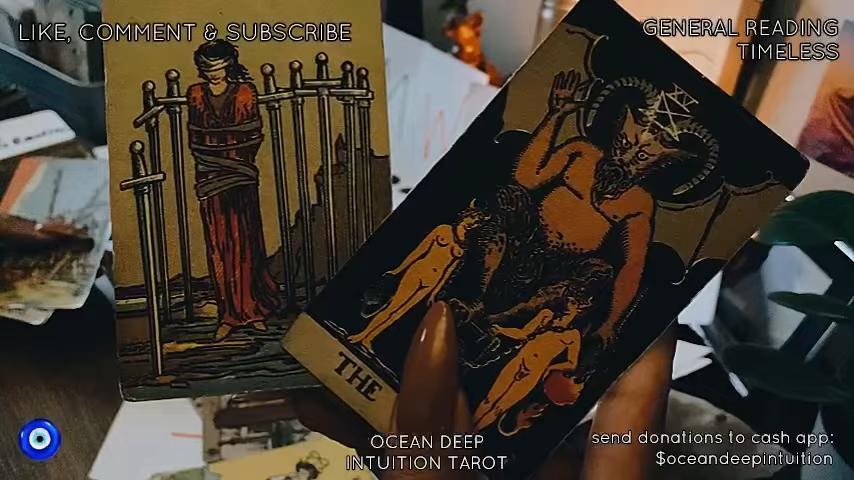 LIKE, COMMENT & SUBSCRIBE
GENERAL READING
TIMELESS
THE
OCEAN DEEP
INTUITION TAROT
send donations to cash app:
$oceandeepintuition